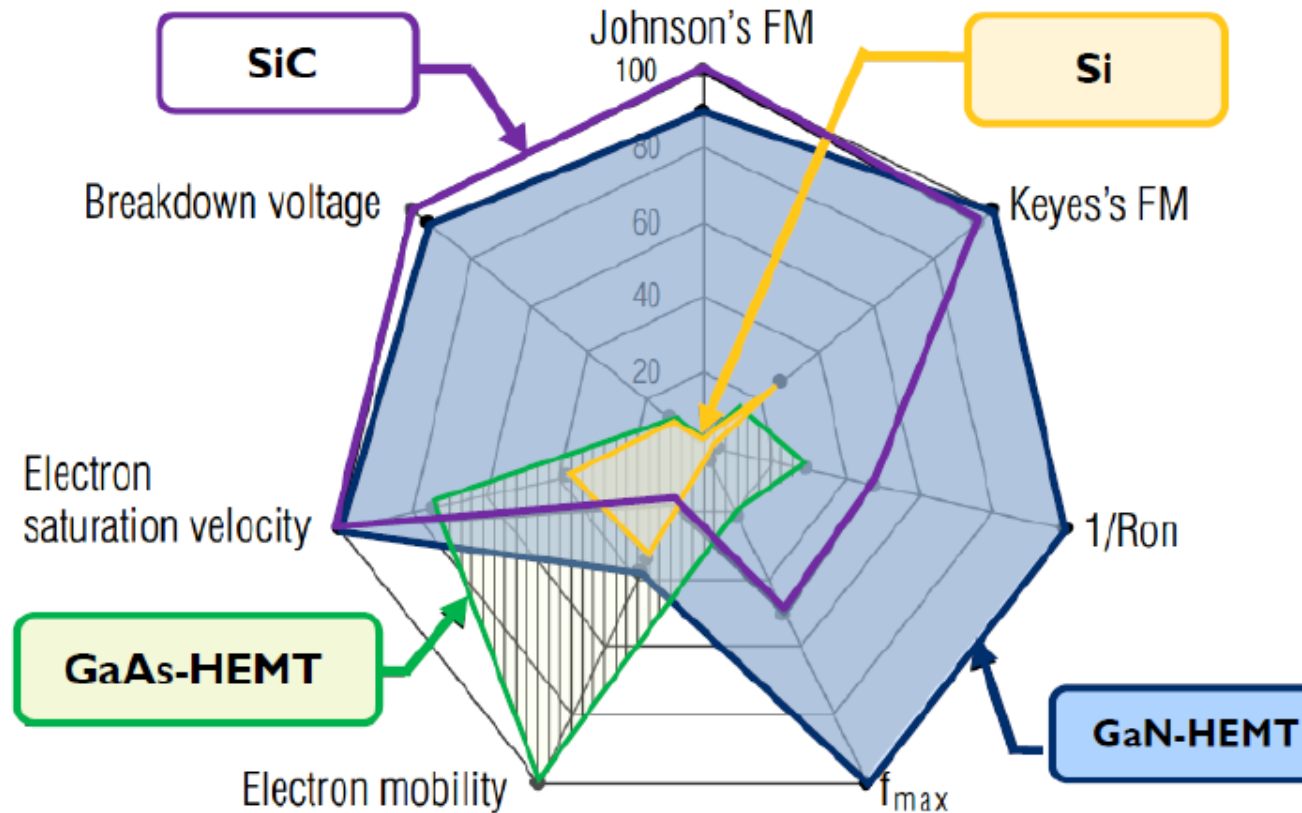 Johnson's FM
SiC
100
Si
80
Breakdown voltage
Keyes's FM
60
40
20
Electron
saturation velocity
1/Ron
GaAs-HEMT
GaN-HEMT
Electron mobility
fmax